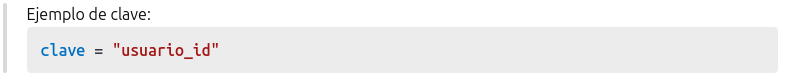 Ejemplo de clave:
clave = "usuario_id"